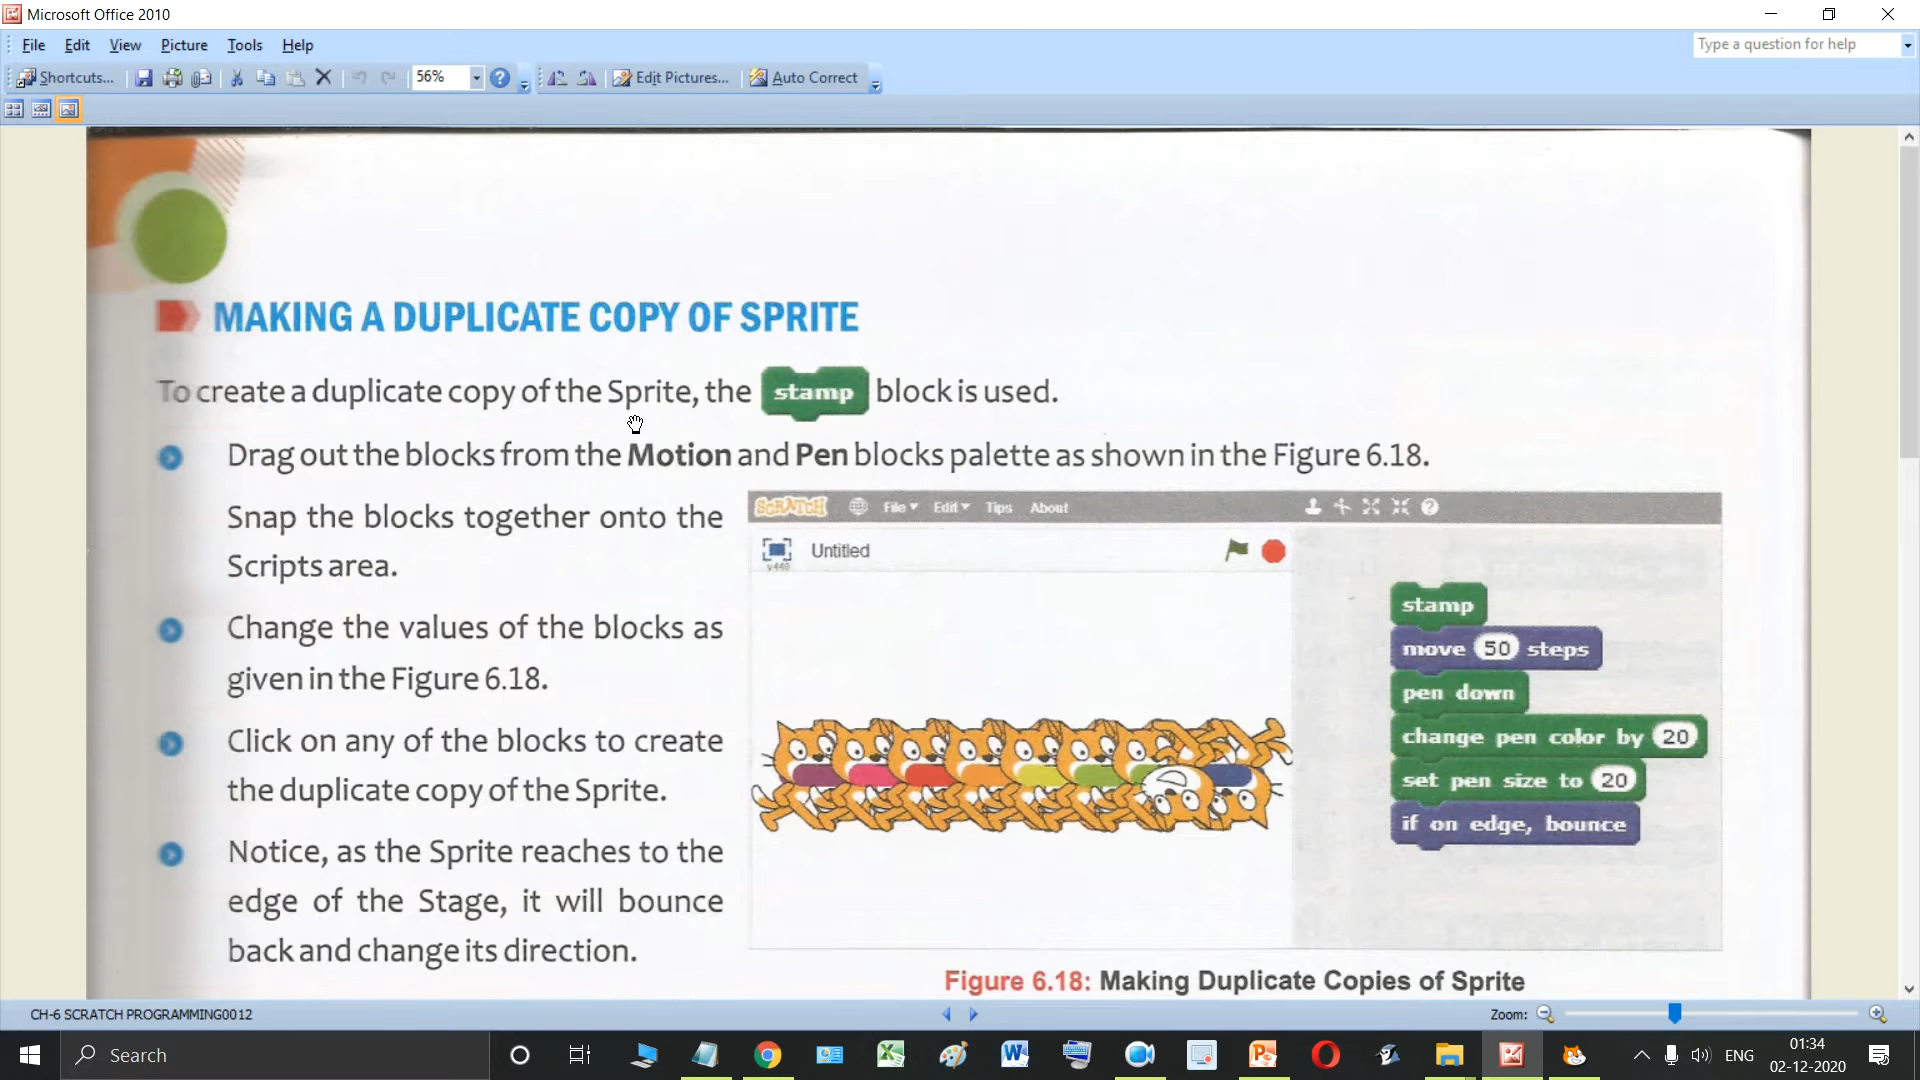 Microsoft Office 2010
File Edit View Picture Tools Help
Type a question for help
Shortcuts... 56% Edit Pictures... Auto Correct
MAKING A DUPLICATE COPY OF SPRITE
To create a duplicate copy of the Sprite, the stamp block is used.
Drag out the blocks from the Motion and Pen blocks palette as shown in the Figure 6.18.
Snap the blocks together onto the
Scripts area.
Change the values of the blocks as
given in the Figure 6.18.
Click on any of the blocks to create
the duplicate copy of the Sprite.
Notice, as the Sprite reaches to the
edge of the Stage, it will bounce
back and change its direction.
SCRATCH File Edit Tips About
Untitled
v440
stamp
move 50 steps
pen down
change pen color by 20
set pen size to 20
if on edge, bounce
Figure 6.18: Making Duplicate Copies of Sprite
CH-6 SCRATCH PROGRAMMING0012
Zoom:
Search
ENG
01:34
02-12-2020